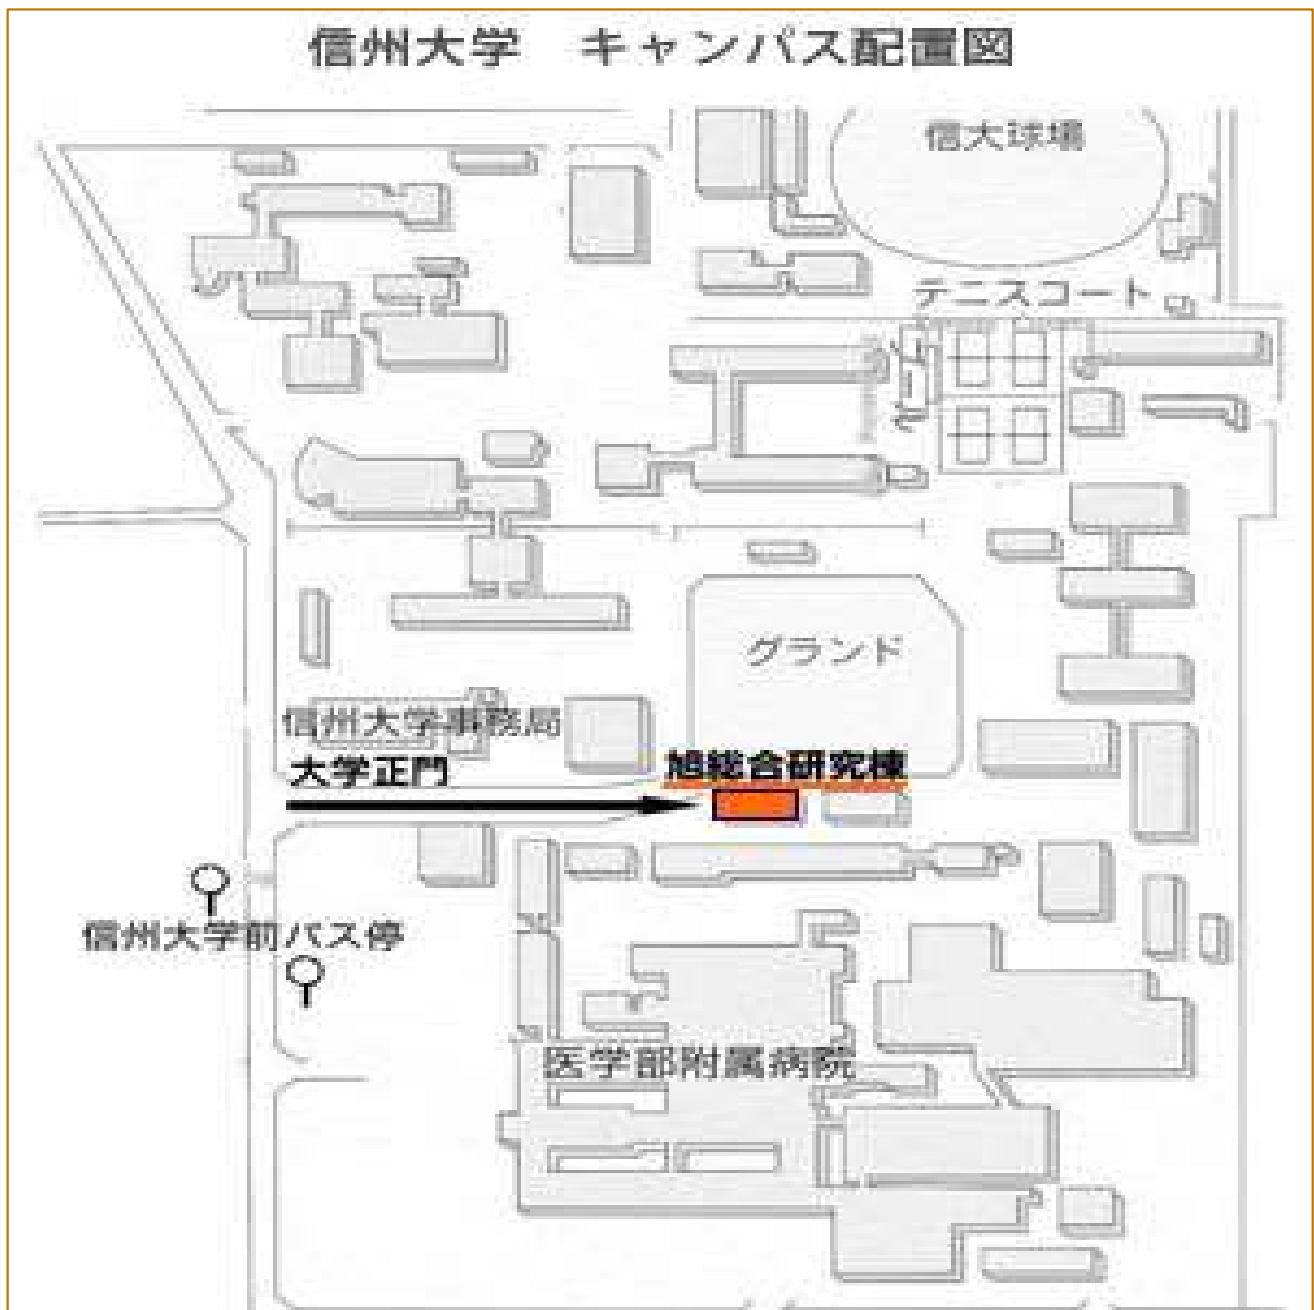 信州大学　キャンパス配置図
信大球場
テニスコート
プール
グランド
信州大学事務局
大学正門
旭総合研究棟
信州大学前バス停
医学部附属病院